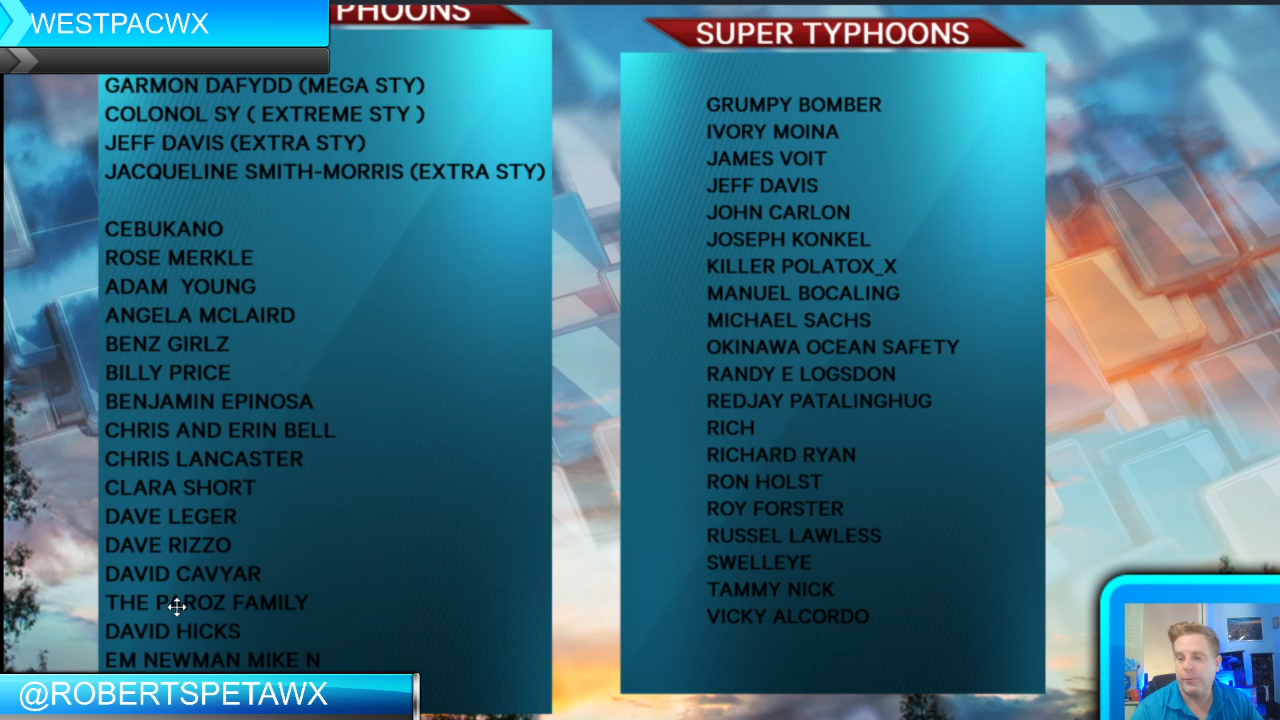 WESTPACWX
PHOONS
GARMON DAFYDD (MEGA STY)
COLONOL SY ( EXTREME STY )
JEFF DAVIS (EXTRA STY)
JACQUELINE SMITH-MORRIS (EXTRA STY)
CEBUKANO
ROSE MERKLE
ADAM YOUNG
ANGELA MCLAIRD
BENZ GIRLZ
BILLY PRICE
BENJAMIN EPINOSA
CHRIS AND ERIN BELL
CHRIS LANCASTER
CLARA SHORT
DAVE LEGER
DAVE RIZZO
DAVID CAVYAR
THE FAMILY
DAVID HICKS
EM NEWMAN MIKE N
@ROBERTSPETAWX
SUPER TYPHOONS
GRUMPY BOMBER
IVORY MOINA
JAMES VOIT
JEFF DAVIS
JOHN CARLON
JOSEPH KONKEL
KILLER POLATOX_X
MANUEL BOCALING
MICHAEL SACHS
OKINAWA OCEAN SAFETY
RANDY E LOGSDON
REDJAY PATALINGHUG
RICH
RICHARD RYAN
RON HOLST
ROY FORSTER
RUSSEL LAWLESS
SWELLEYE
TAMMY NICK
VICKY ALCORDO